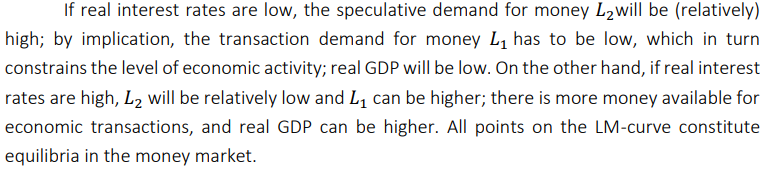 If real interest rates are low, the speculative demand for money L₂will be (relatively)
high; by implication, the transaction demand for money L₁ has to be low, which in turn
constrains the level of economic activity; real GDP will be low. On the other hand, if real interest
rates are high, L₂ will be relatively low and L₁ can be higher; there is more money available for
economic transactions, and real GDP can be higher. All points on the LM-curve constitute
equilibria in the money market.